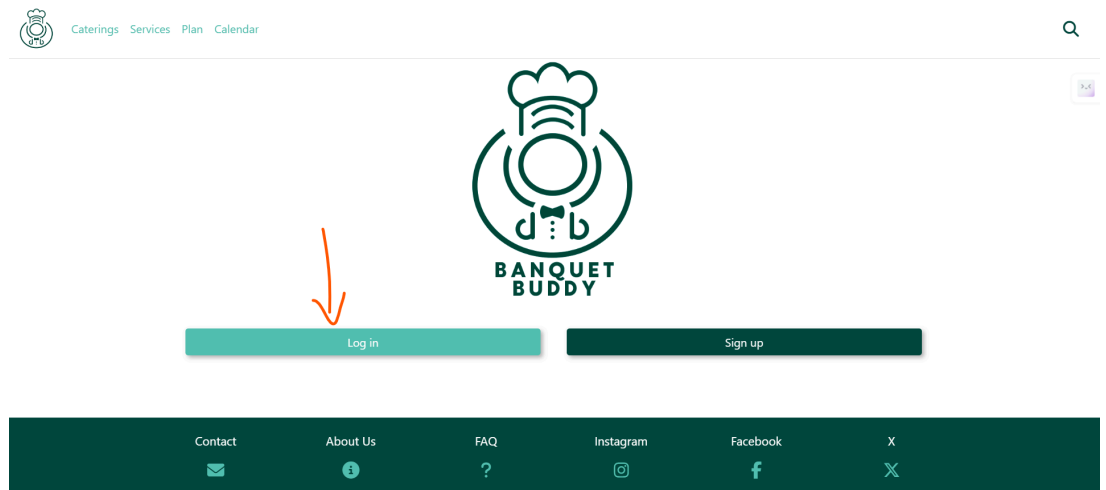 Caterings Services Plan Calendar
BANQUET
BUDDY
Log in
Sign up
Contact About Us FAQ Instagram Facebook X